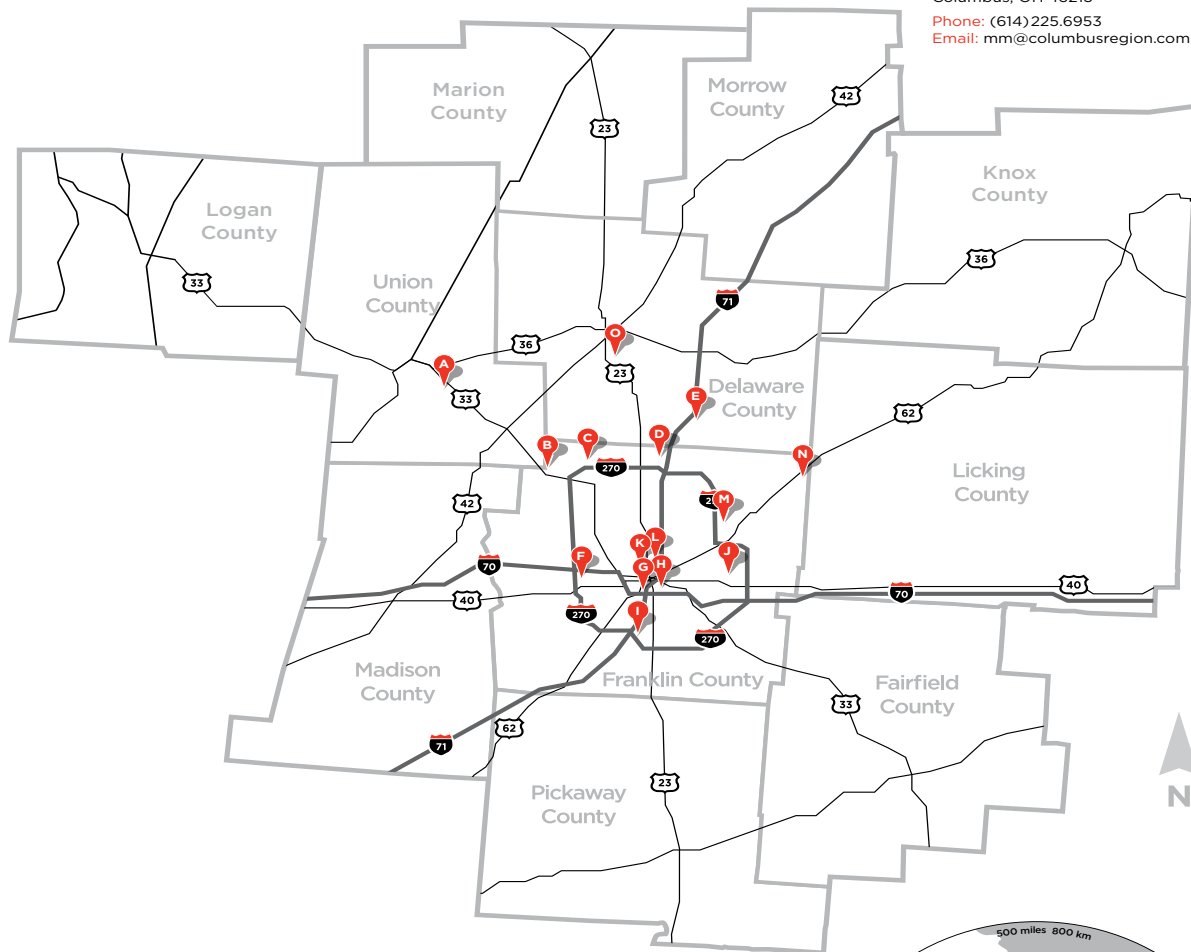 Phone: (614) 225.6953
Email: mm@columbusregion.com
Marion
County
Morrow
County
42
23
Knox
County
Logan
County
36
33
Union
County
71
O
36
A
23
Delaware
County
33
E
62
B
C
D
N
270
Licking
County
42
M
L
K
F
J
70
G
H
40
40
70
270
I
270
Madison
County
Franklin County
Fairfield
County
33
62
71
23
Pickaway
County
N
500 miles 800 km